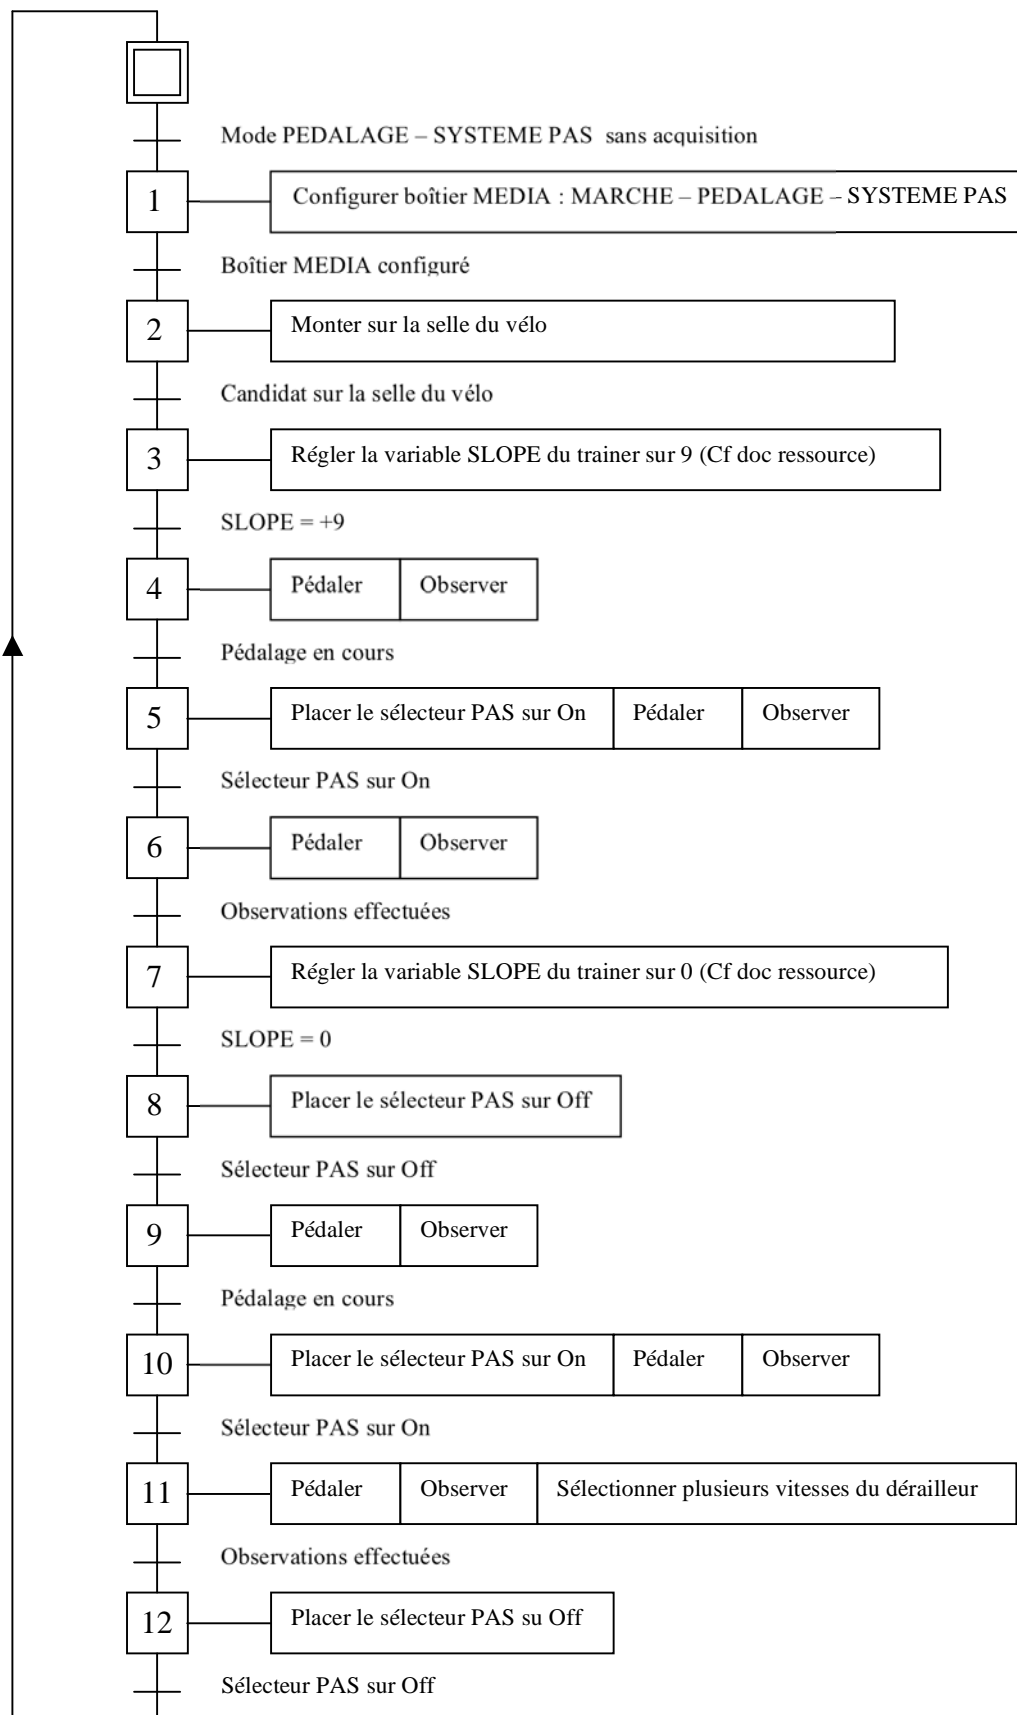 Mode PEDALAGE – SYSTEME PAS sans acquisition
1 Configurer boîtier MEDIA : MARCHE – PEDALAGE – SYSTEME PAS
Boîtier MEDIA configuré
2 Monter sur la selle du vélo
Candidat sur la selle du vélo
3 Régler la variable SLOPE du trainer sur 9 (Cf doc ressource)
SLOPE = +9
4 Pédaler Observer
Pédalage en cours
5 Placer le sélecteur PAS sur On Pédaler Observer
Sélecteur PAS sur On
6 Pédaler Observer
Observations effectuées
7 Régler la variable SLOPE du trainer sur 0 (Cf doc ressource)
SLOPE = 0
8 Placer le sélecteur PAS sur Off
Sélecteur PAS sur Off
9 Pédaler Observer
Pédalage en cours
10 Placer le sélecteur PAS sur On Pédaler Observer
Sélecteur PAS sur On
11 Pédaler Observer Sélectionner plusieurs vitesses du dérailleur
Observations effectuées
12 Placer le sélecteur PAS su Off
Sélecteur PAS sur Off